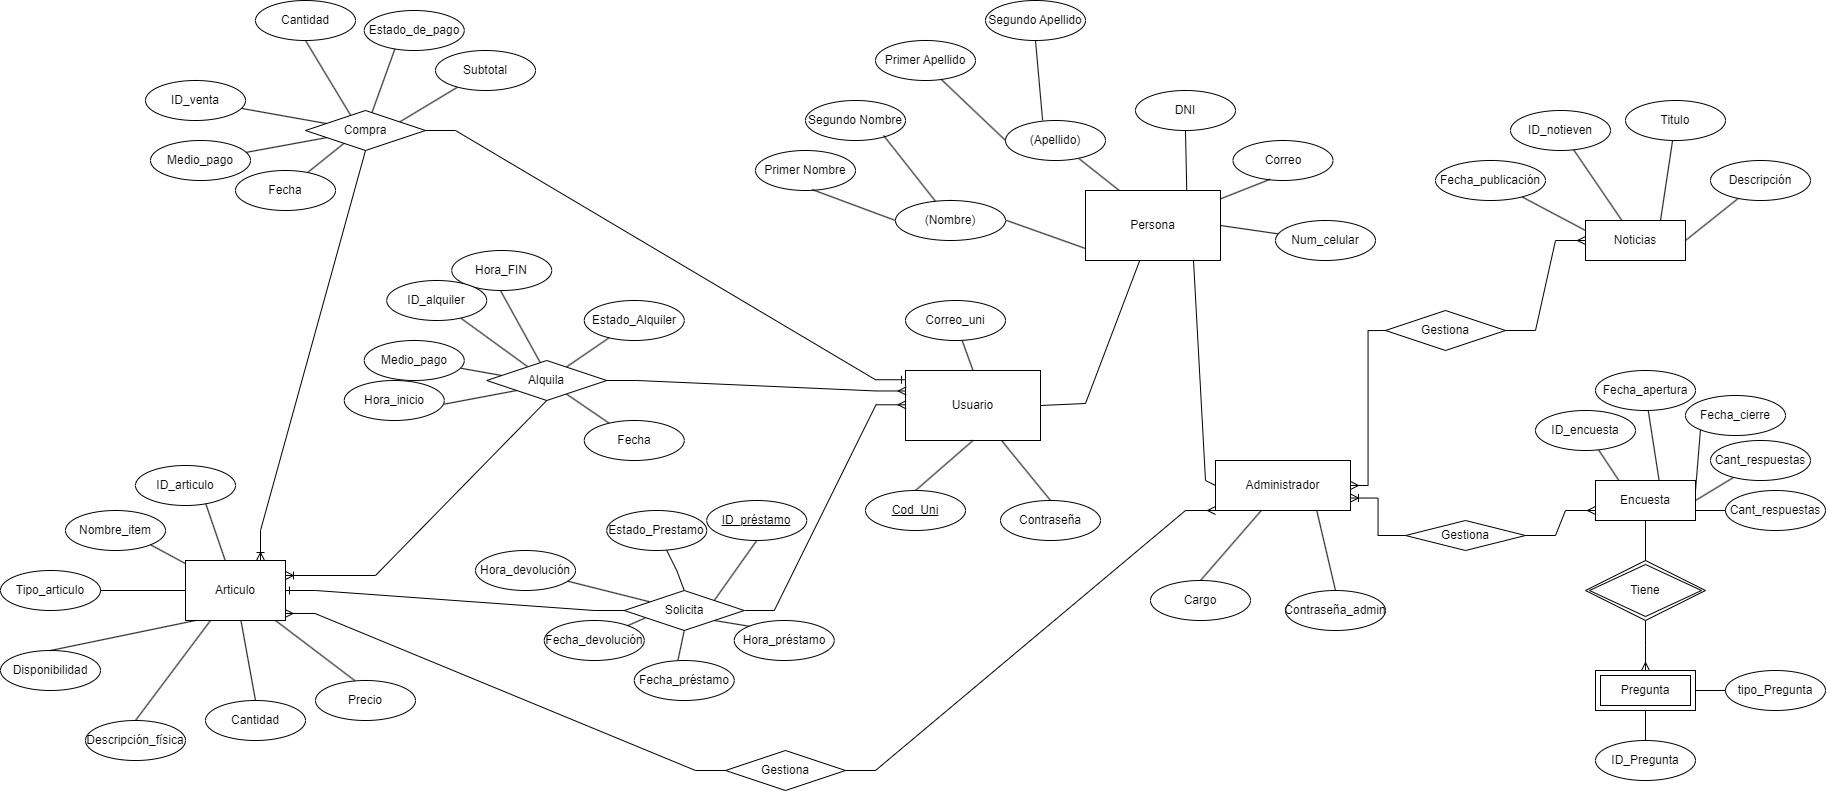 Cantidad
Estado_de_pago
Subtotal
ID_venta
Compra
Medio_pago
Fecha
Segundo Apellido
Primer Apellido
Segundo Nombre
(Apellido)
DNI
Primer Nombre
(Nombre)
Correo
Persona
Num_celular
ID_notieven
Titulo
Fecha_publicación
Descripción
Noticias
Gestiona
Hora_FIN
ID_alquiler
Estado_Alquiler
Medio_pago
Alquila
Hora_inicio
Fecha
Correo_uni
Usuario
Cod_Uni
Contraseña
Administrador
Cargo
Contraseña_admin
Fecha_apertura
Fecha_cierre
ID_encuesta
Cant_respuestas
Encuesta
Cant_respuestas
Gestiona
Tiene
Pregunta
tipo_Pregunta
ID_Pregunta
ID_articulo
Nombre_item
Tipo_articulo
Articulo
Disponibilidad
Precio
Cantidad
Descripción_física
Estado_Prestamo
ID_préstamo
Hora_devolución
Solicita
Fecha_devolución
Hora_préstamo
Fecha_préstamo
Gestiona